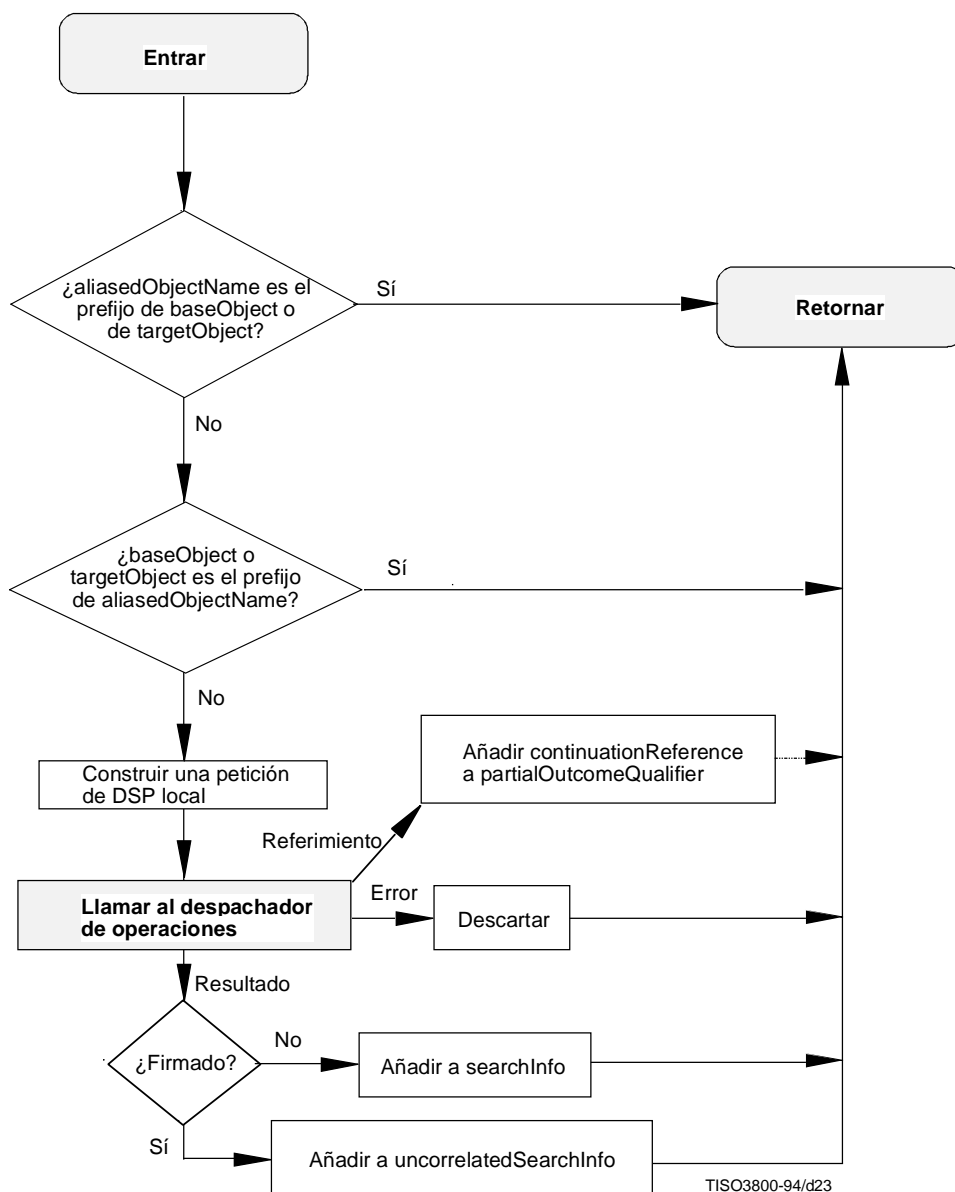 Entrar
¿aliasedObjectName es el
prefijo de baseObject o
de targetObject?
Sí
Retornar
No
¿baseObject o
targetObject es el prefijo
de aliasedObjectName?
Sí
No
Construir una petición
de DSP local
Añadir continuationReference
a partialOutcomeQualifier
Referimiento
Llamar al despachador
de operaciones
Error
Descartar
Resultado
¿Firmado?
No
Añadir a searchInfo
Sí
Añadir a uncorrelatedSearchInfo
TISO3800-94/d23